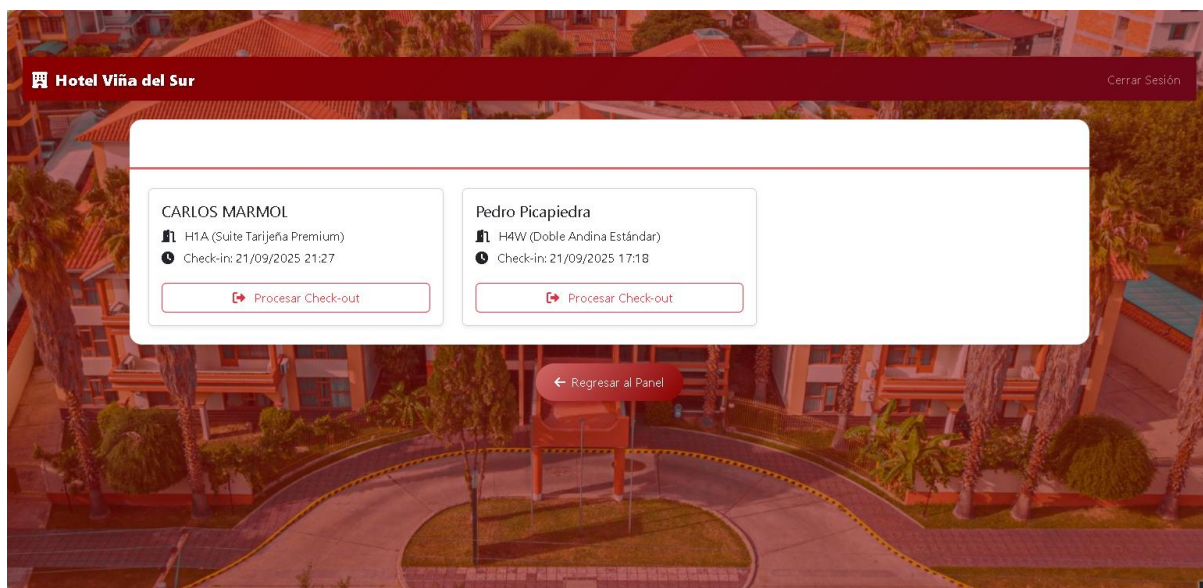 Hotel Viña del Sur
Cerrar Sesión
CARLOS MARMOL
H1A (Suite Tarijeña Premium)
Check-in: 21/09/2025 21:27
Procesar Check-out
Pedro Picapiedra
H4W (Doble Andina Estándar)
Check-in: 21/09/2025 17:18
Procesar Check-out
Regresar al Panel